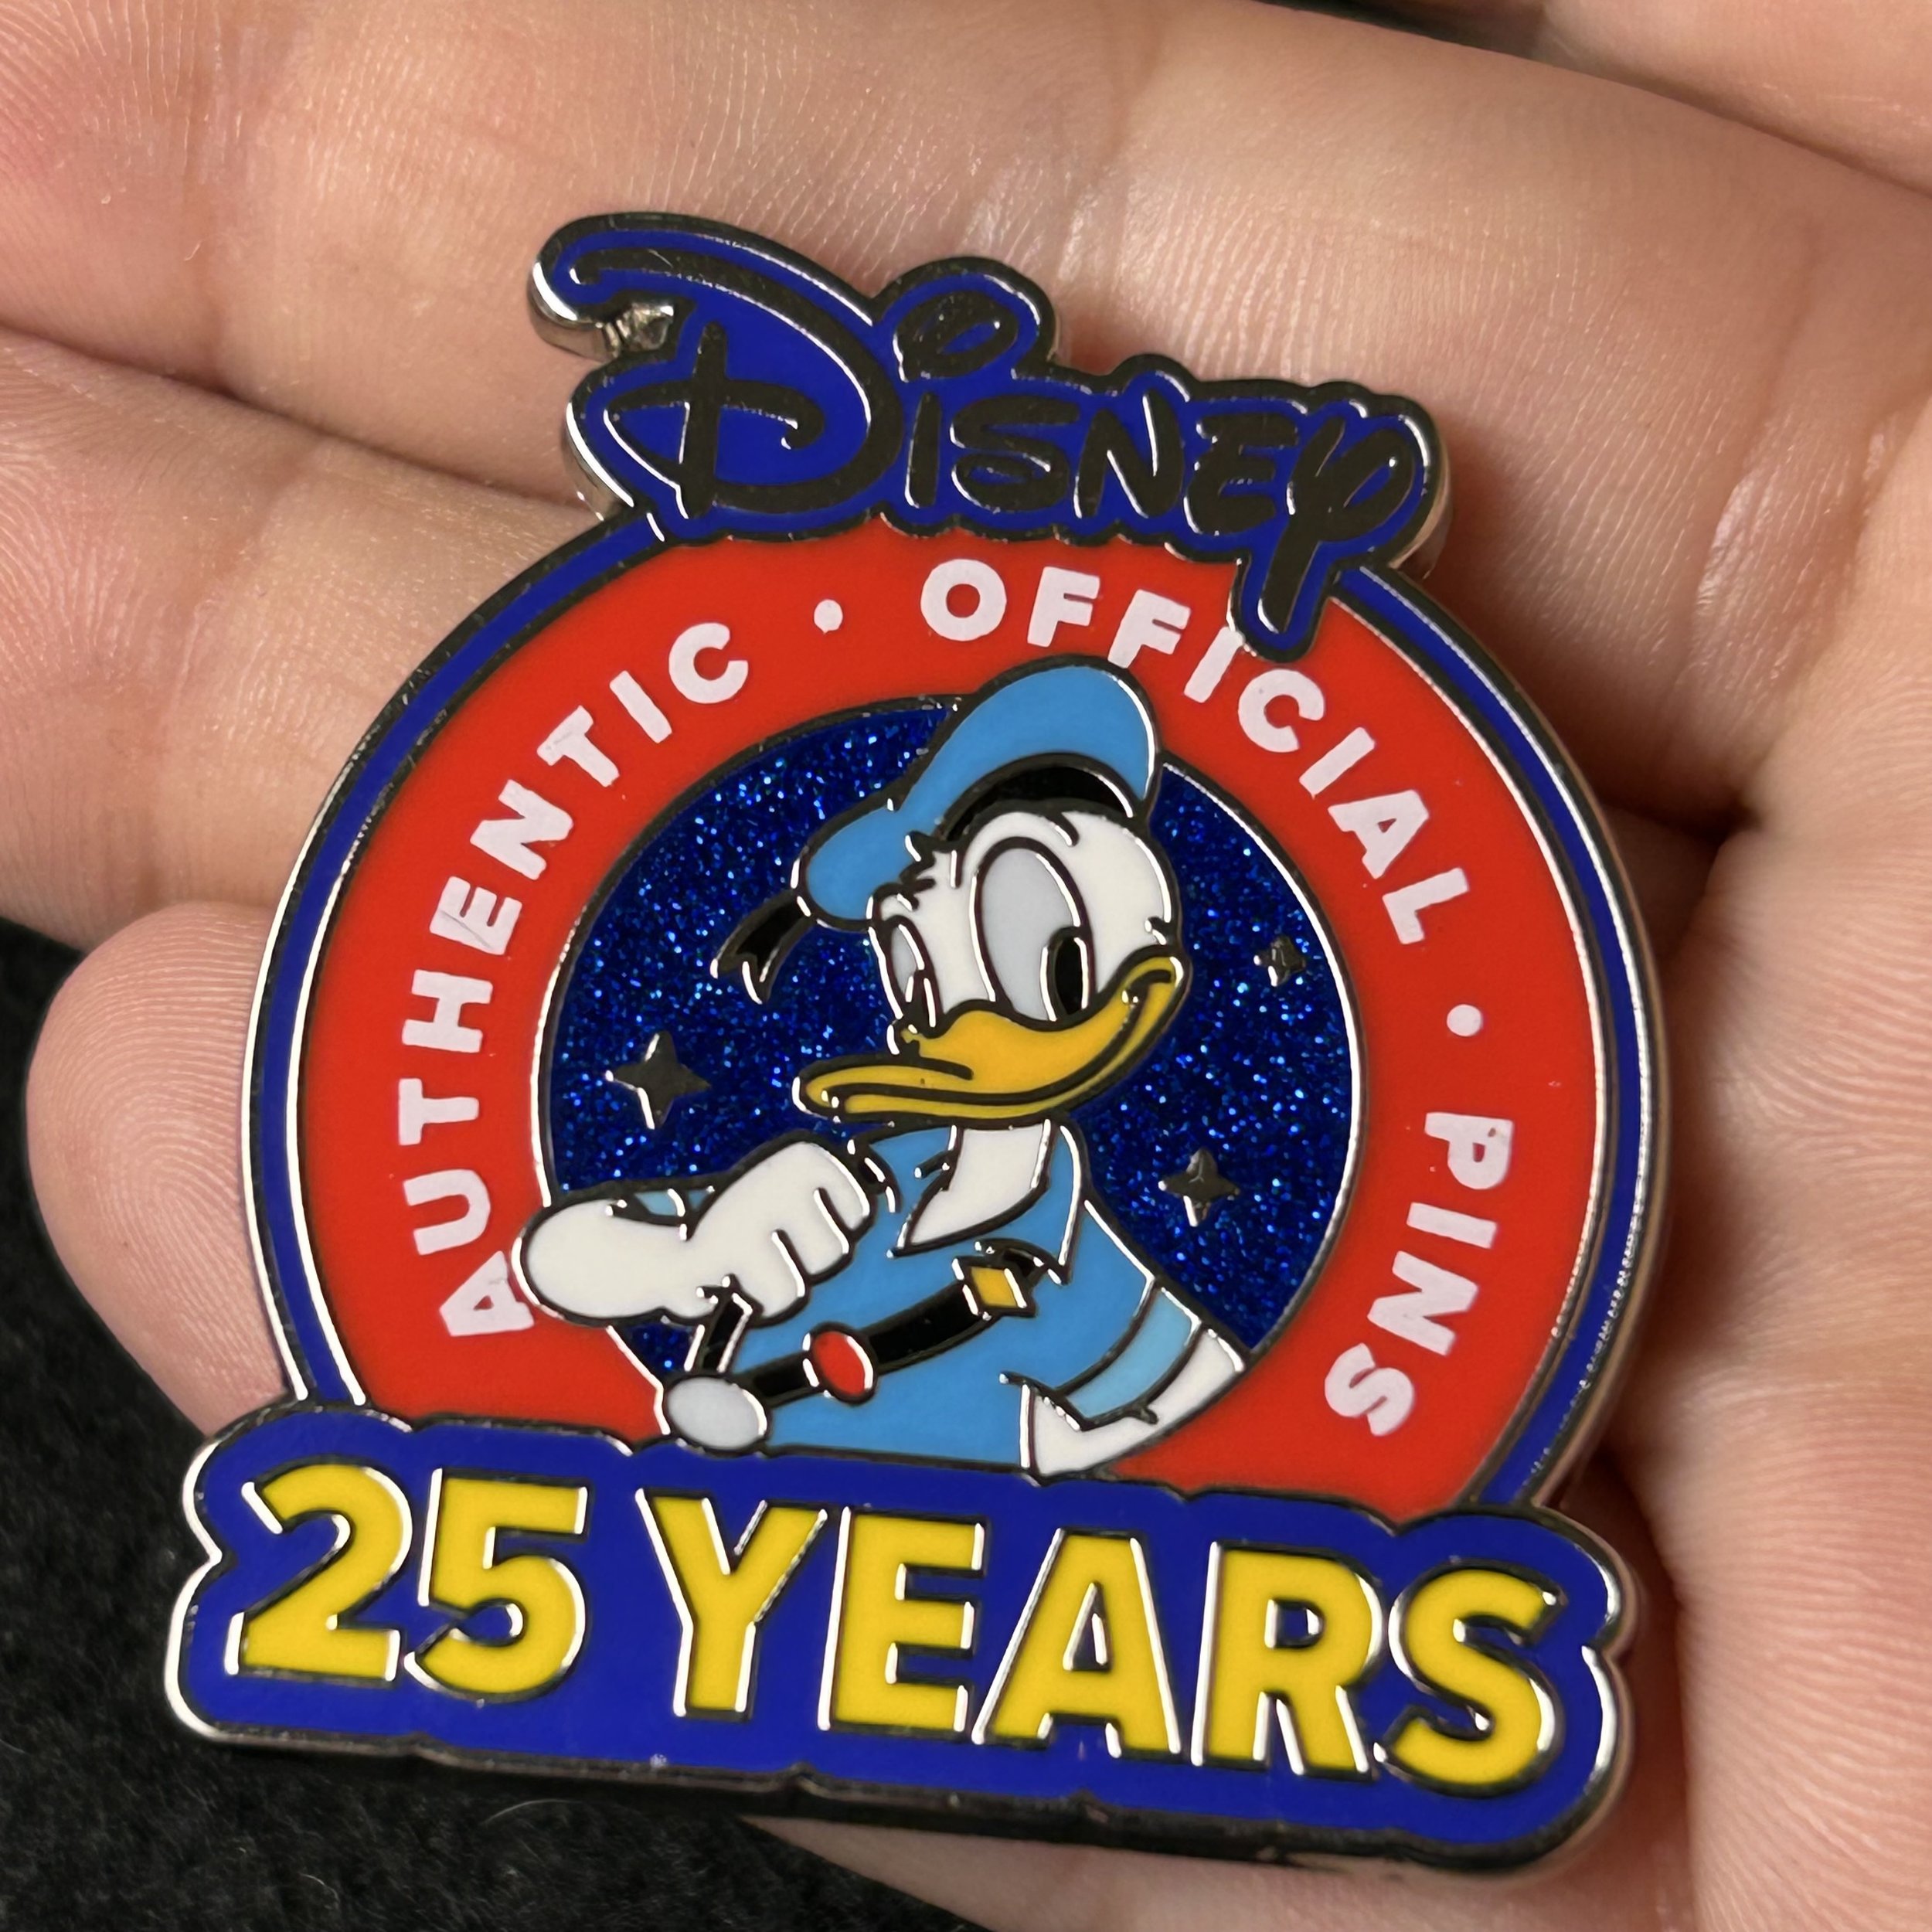 Disney
AUTHENTIC • OFFICIAL • PINS
25 YEARS